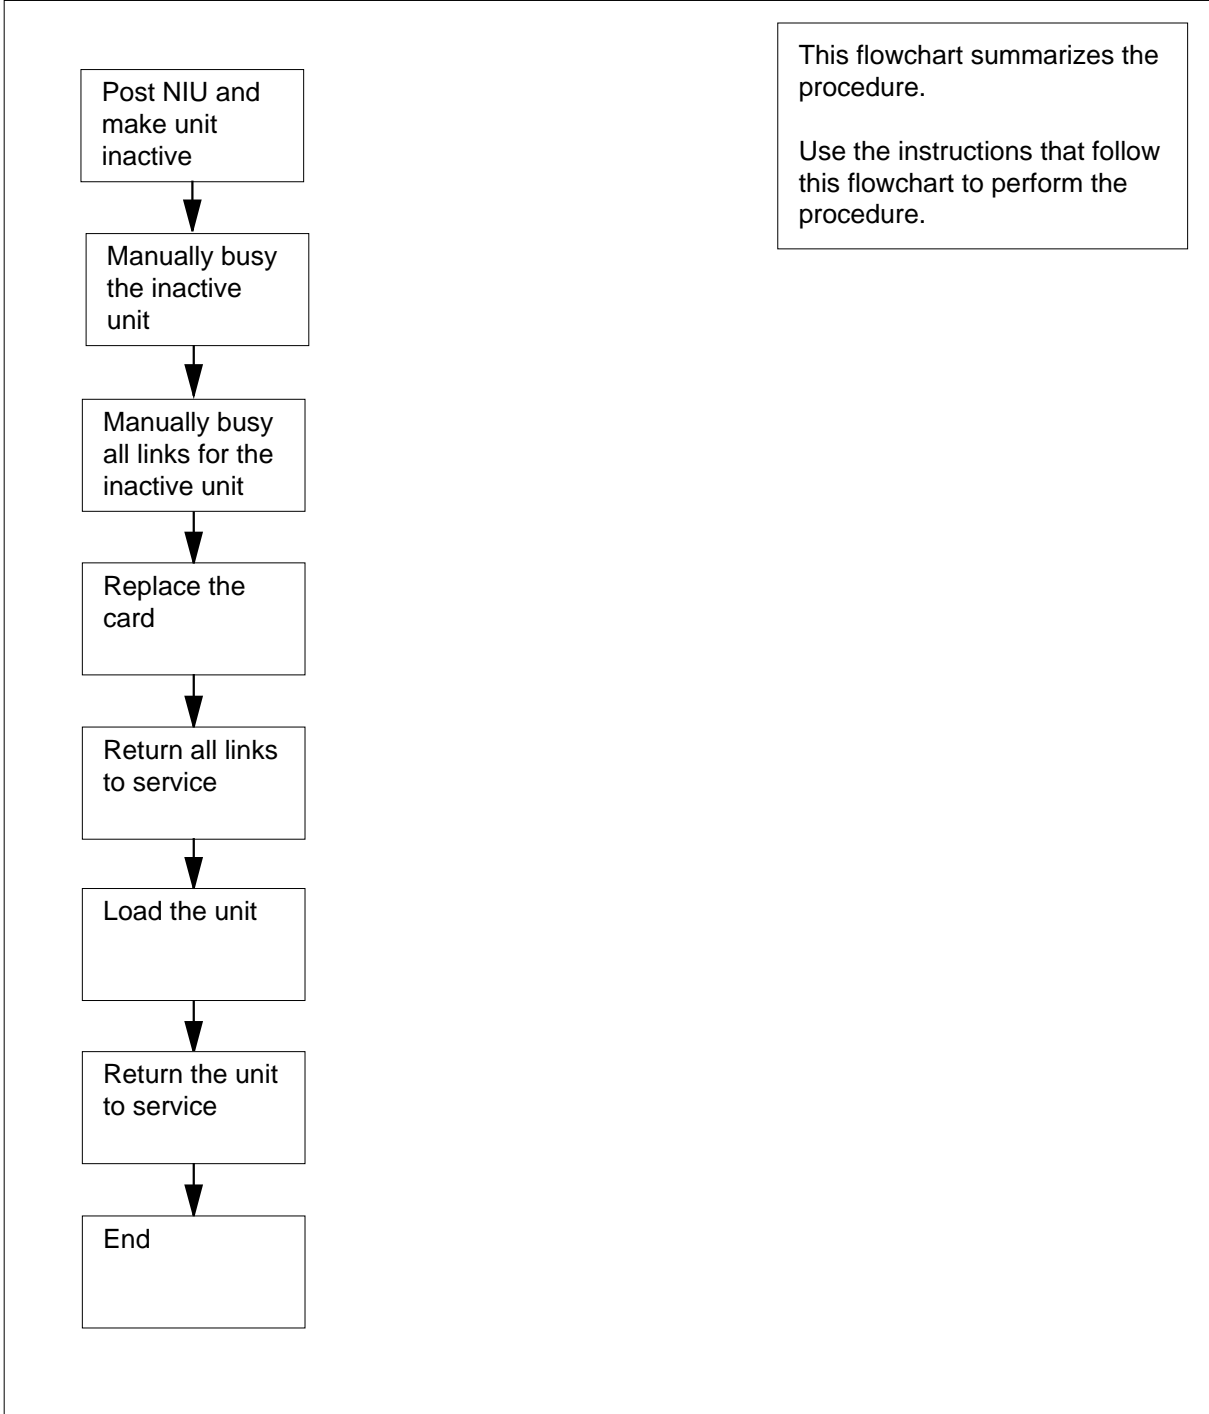 This flowchart summarizes the
procedure.
Use the instructions that follow
this flowchart to perform the
procedure.
Post NIU and
make unit
inactive
Manually busy
the inactive
unit
Manually busy
all links for the
inactive unit
Replace the
card
Return all links
to service
Load the unit
Return the unit
to service
End